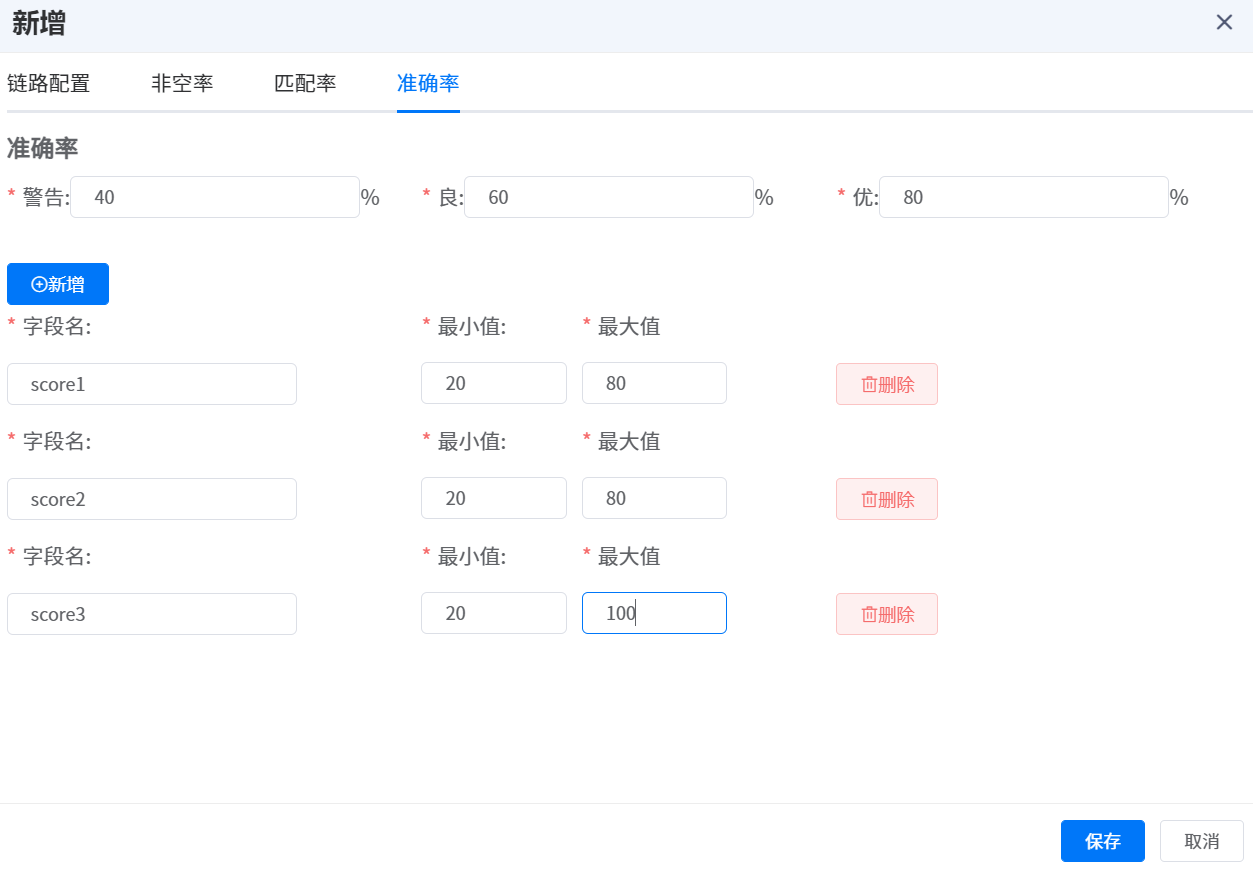 新增
链路配置 非空率 匹配率 准确率
准确率
* 警告: 40 % * 良: 60 % * 优: 80 %
新增
* 字段名: * 最小值: * 最大值
score1 20 80 删除
* 字段名: * 最小值: * 最大值
score2 20 80 删除
* 字段名: * 最小值: * 最大值
score3 20 100 删除
保存 取消